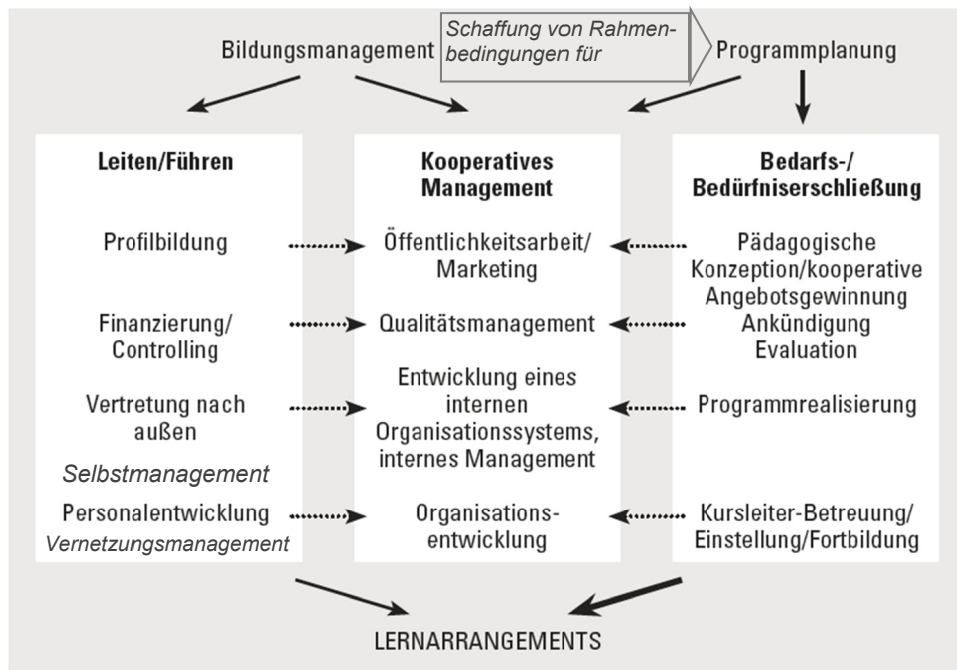 Bildungsmanagement
Schaffung von Rahmen-
bedingungen für
Programmplanung
Leiten/Führen
Profilbildung
Finanzierung/
Controlling
Vertretung nach
außen
Selbstmanagement
Personalentwicklung
Vernetzungsmanagement
Kooperatives
Management
Öffentlichkeitsarbeit/
Marketing
Qualitätsmanagement
Entwicklung eines
internen
Organisationssystems,
internes Management
Organisations-
entwicklung
Bedarfs-/
Bedürfniserschließung
Pädagogische
Konzeption/kooperative
Angebotsgewinnung
Ankündigung
Evaluation
Programmrealisierung
Kursleiter-Betreuung/
Einstellung/Fortbildung
LERNARRANGEMENTS